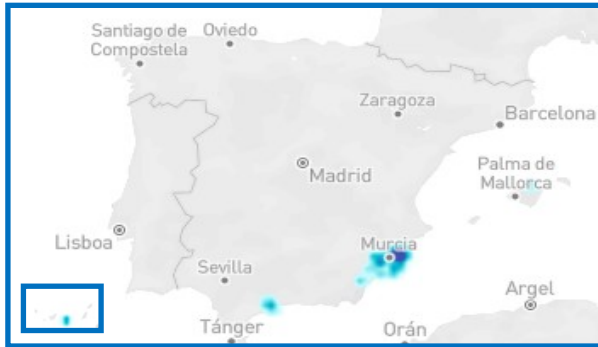 Santiago de
Compostela
Oviedo
Zaragoza
Barcelona
Madrid
Palma de
Mallorca
Lisboa
Murcia
Sevilla
Argel
Tánger
Orán